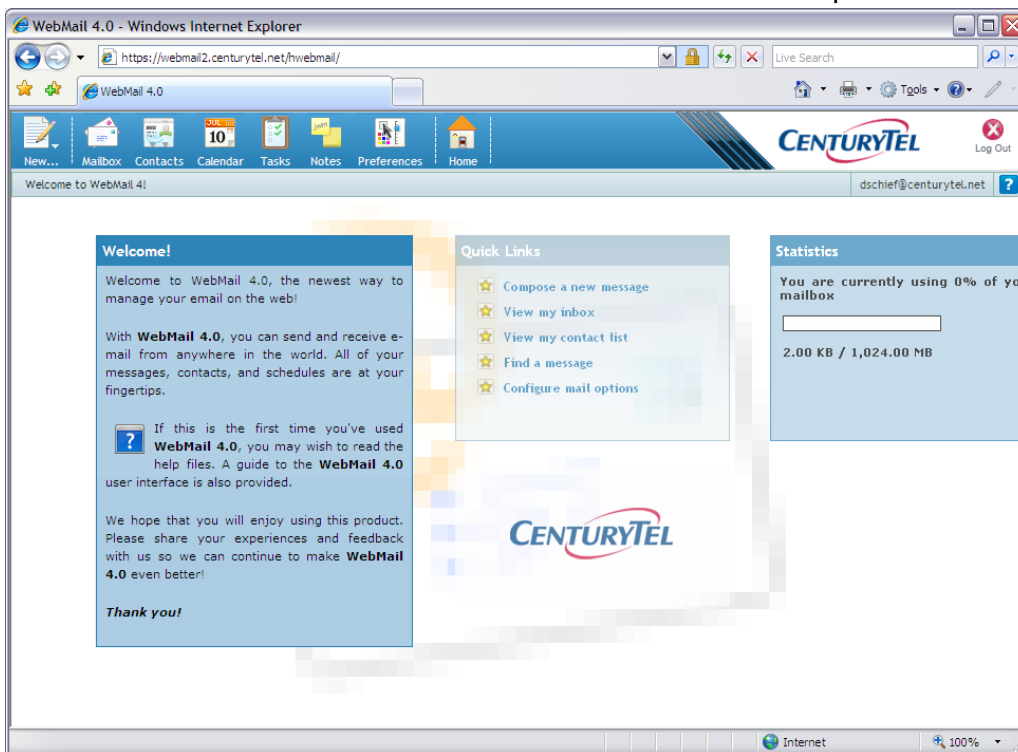 WebMail 4.0 - Windows Internet Explorer
https://webmail2.centurytel.net/hwebmail/
Live Search
WebMail 4.0
Tools
New... Mailbox Contacts Calendar Tasks Notes Preferences Home
JUL
10
CENTURYTEL
Log Out
Welcome to WebMail 4!
dschief@centurytel.net
?
Welcome!
Welcome to WebMail 4.0, the newest way to
manage your email on the web!
With WebMail 4.0, you can send and receive e-
mail from anywhere in the world. All of your
messages, contacts, and schedules are at your
fingertips.
If this is the first time you've used
WebMail 4.0, you may wish to read the
help files. A guide to the WebMail 4.0
user interface is also provided.
We hope that you will enjoy using this product.
Please share your experiences and feedback
with us so we can continue to make WebMail
4.0 even better!
Thank you!
Quick Links
Compose a new message
View my inbox
View my contact list
Find a message
Configure mail options
CENTURYTEL
Statistics
You are currently using 0% of yo
mailbox
2.00 KB / 1,024.00 MB
Internet
100%